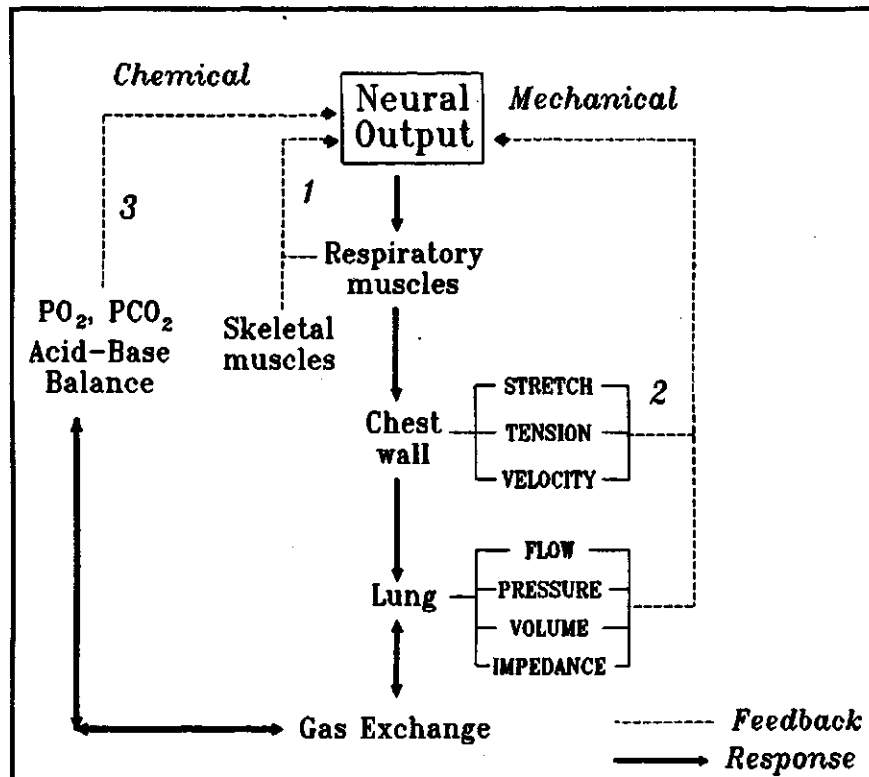 Chemical
Neural
Output
Mechanical
1
3
Respiratory
muscles
PO₂, PCO₂
Acid-Base
Balance
Skeletal
muscles
Chest
wall
STRETCH
TENSION
VELOCITY
2
Lung
FLOW
PRESSURE
VOLUME
IMPEDANCE
Gas Exchange
Feedback
Response